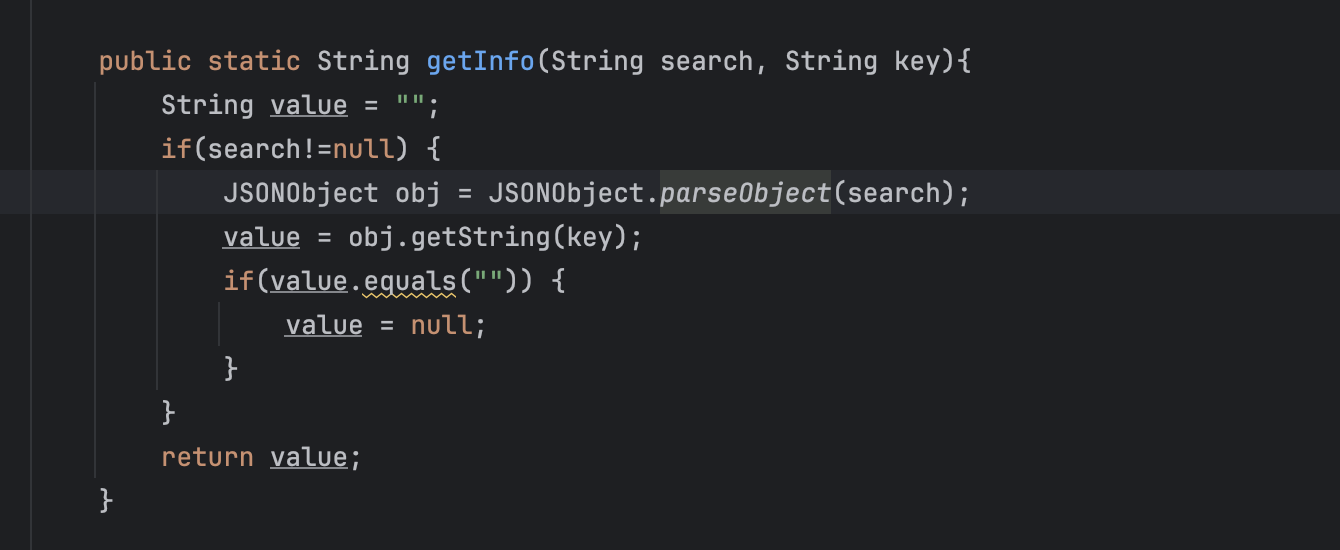 public static String getInfo(String search, String key){
String value = "";
if(search!=null) {
JSONObject obj = JSONObject.parseObject(search);
value = obj.getString(key);
if(value.equals("")) {
value = null;
}
}
return value;
}